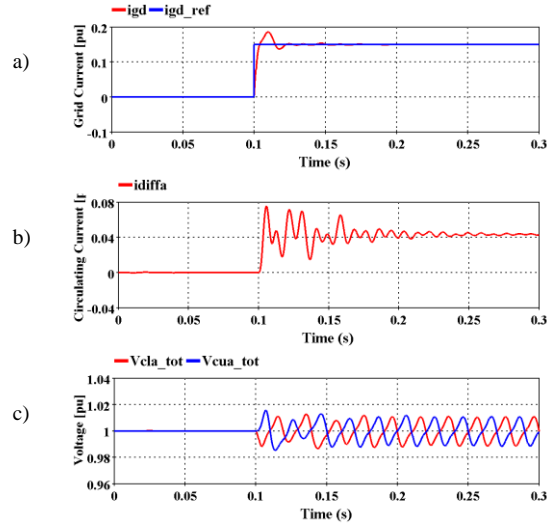 igd igd_ref
a)
Grid Current [pu]
0.2
0.1
0
-0.1
0 0.05 0.1 0.15 0.2 0.25 0.3
Time (s)
idiffa
b)
Circulating Current [
0.08
0.04
0
-0.04
0 0.05 0.1 0.15 0.2 0.25 0.3
Time (s)
Vcla_tot Vcua_tot
c)
Voltage [pu]
1.04
1.02
1
0.98
0.96
0 0.05 0.1 0.15 0.2 0.25 0.3
Time (s)